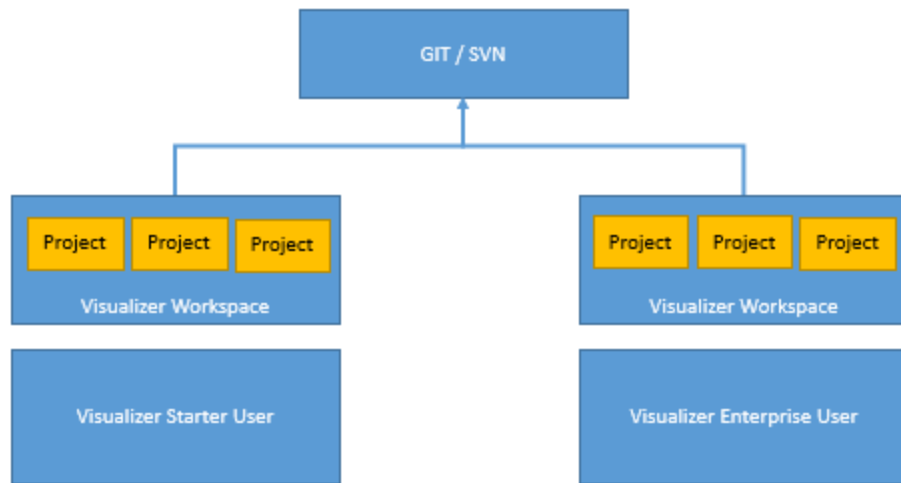 GIT / SVN
Project Project Project
Visualizer Workspace
Project Project Project
Visualizer Workspace
Visualizer Starter User
Visualizer Enterprise User